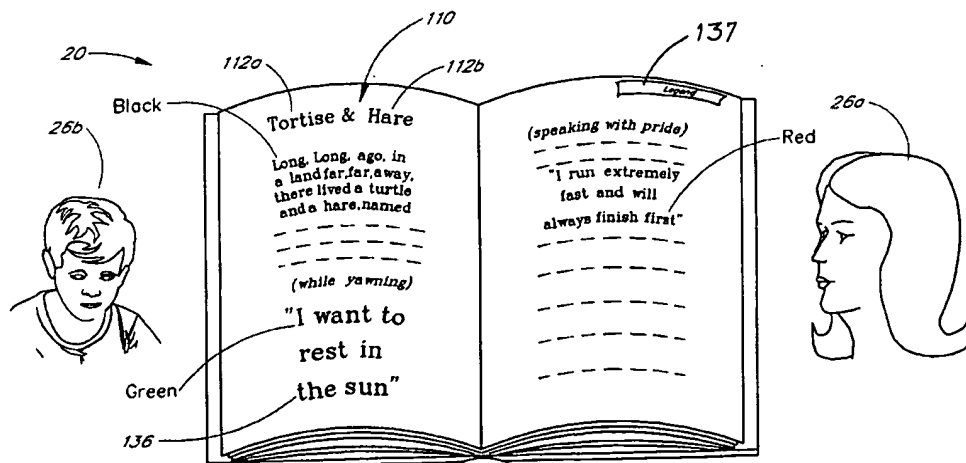 20
112a
110
112b
137
Black
Legend
26b
Tortise & Hare
(speaking with pride)
Red
26a
Long, Long, ago, in
a land far, far, away,
there lived a turtle
and a hare, named
"I run extremely
fast and will
always finish first"
(while yawning)
"I want to
rest in
the sun"
Green
136